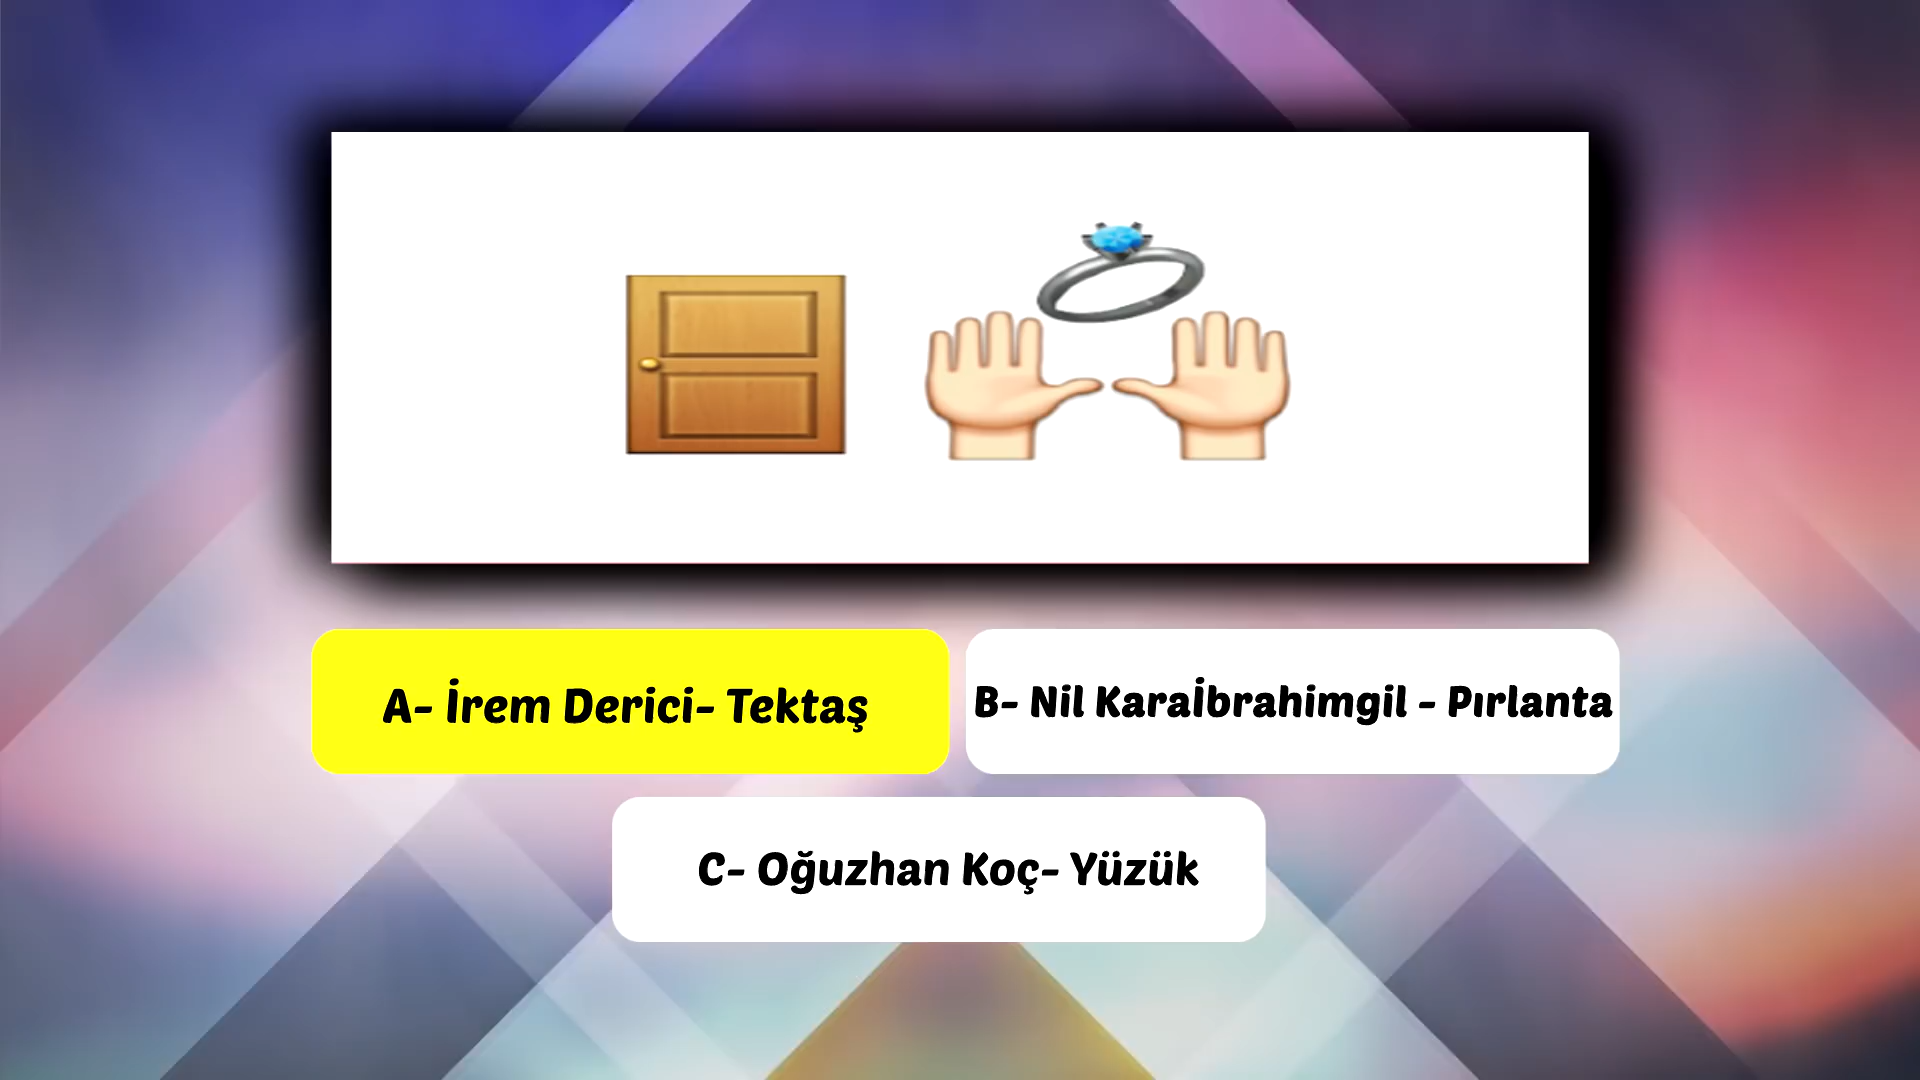 A- İrem Derici- Tektaş
B- Nil Karaİbrahimgil - Pırlanta
C- Oğuzhan Koç- Yüzük